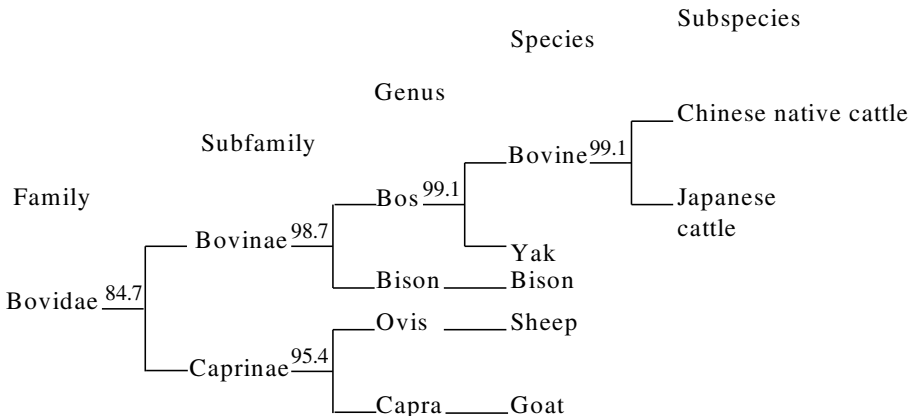 Subspecies
Species
Genus
Subfamily
Family
Chinese native cattle
Bovine 99.1
Bos 99.1
Japanese
cattle
Bovinae 98.7
Yak
Bison Bison
Bovidae 84.7
Ovis Sheep
Caprinae 95.4
Capra Goat